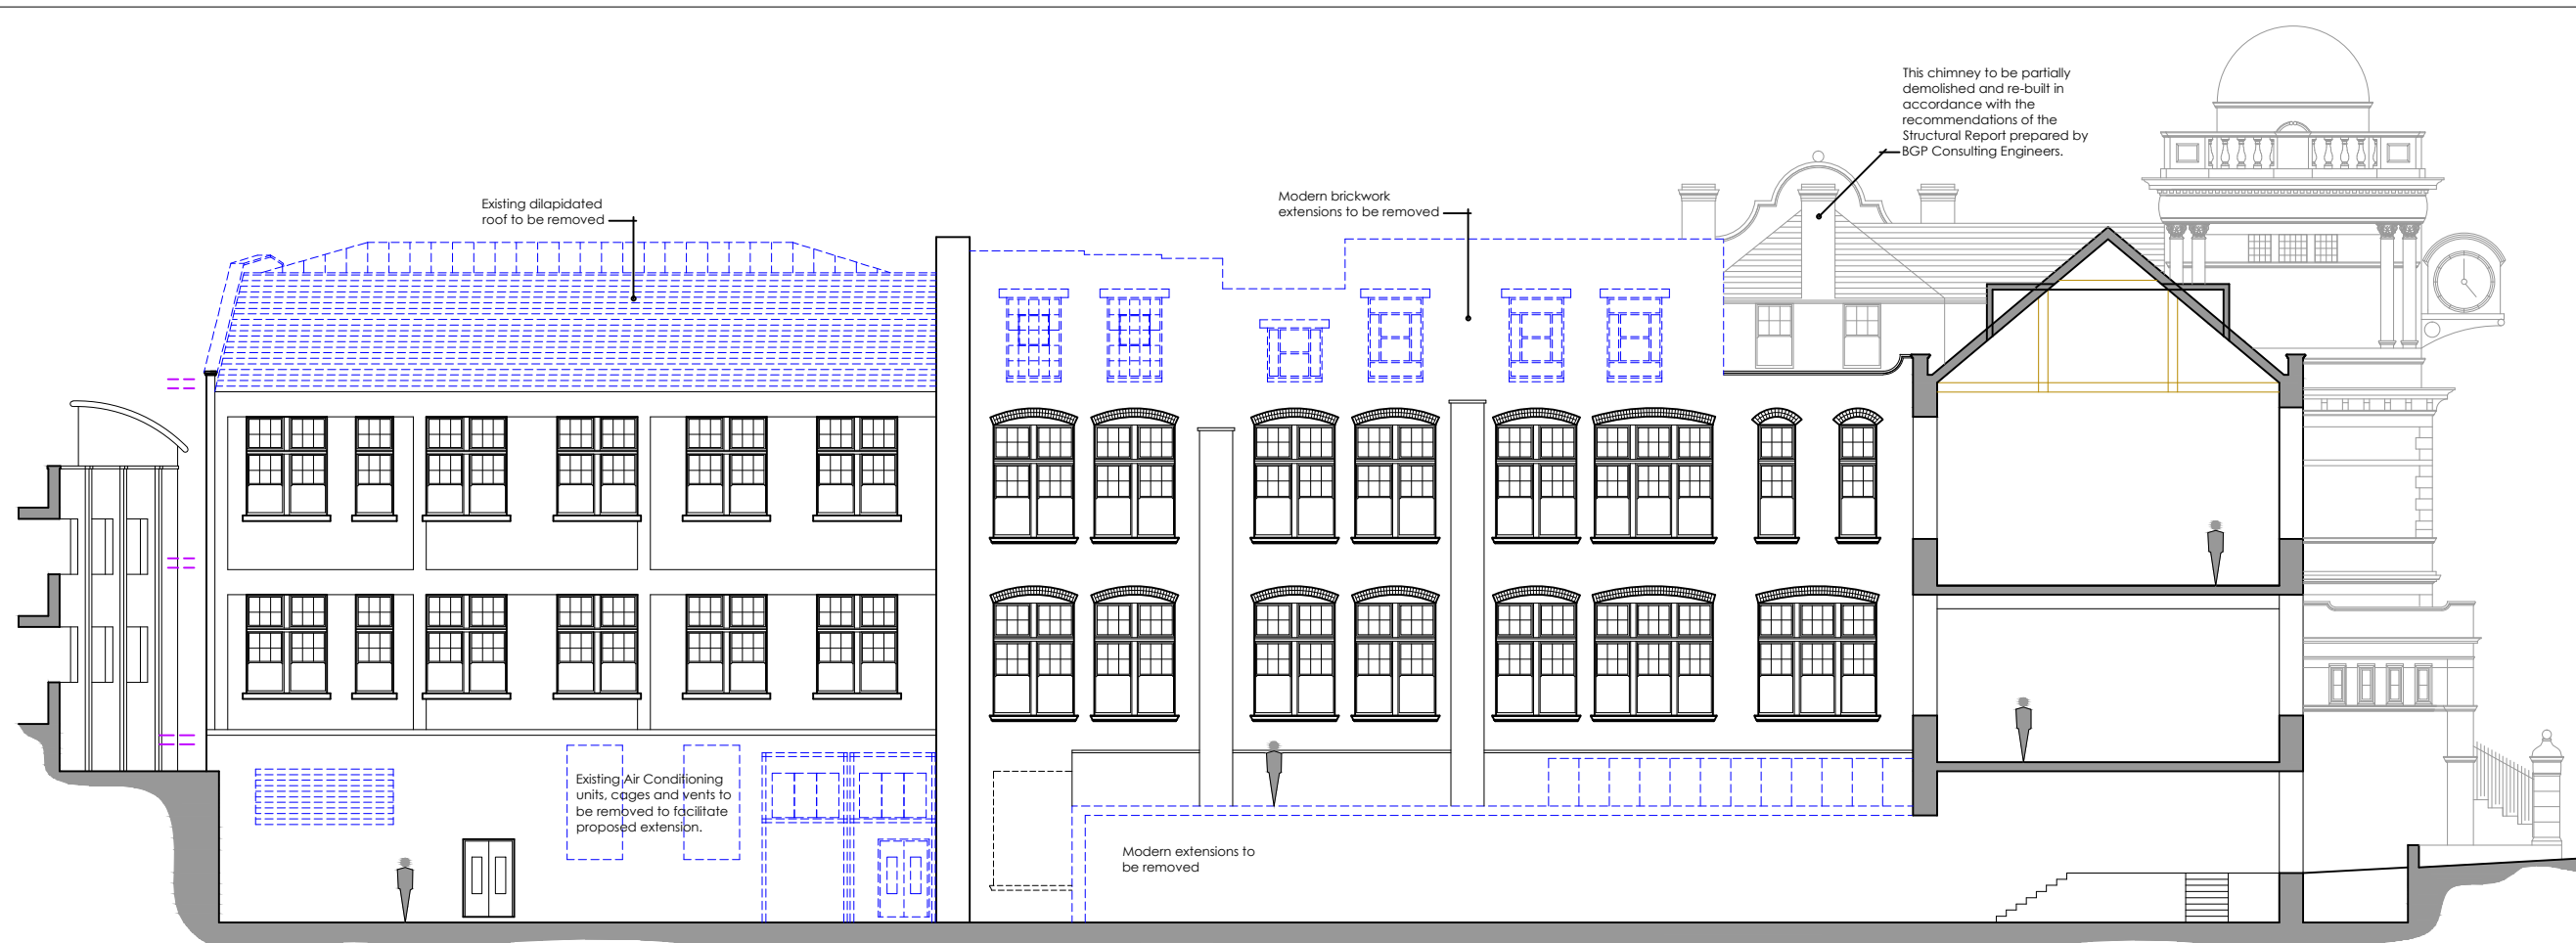 This chimney to be partially
demolished and re-built in
accordance with the
recommendations of the
Structural Report prepared by
BGP Consulting Engineers.
Existing dilapidated
roof to be removed
Modern brickwork
extensions to be removed
Existing Air Conditioning
units, cages and vents to
be removed to facilitate
proposed extension.
Modern extensions to
be removed